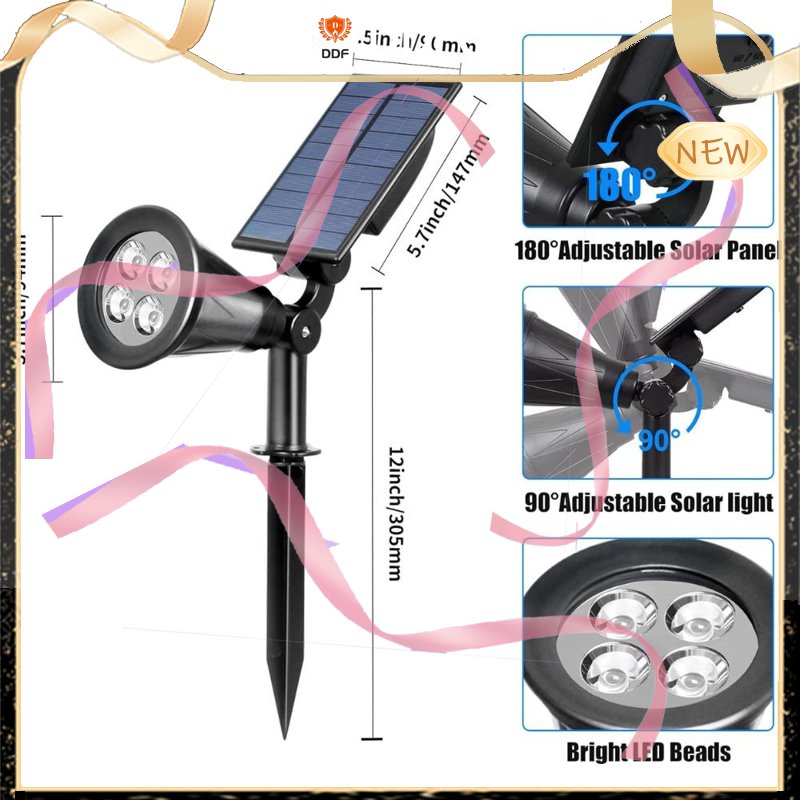 DDF
5.7inch/147mm
12inch/305mm
NEW
180°
180°Adjustable Solar Panel
90°
90°Adjustable Solar light
Bright LED Beads